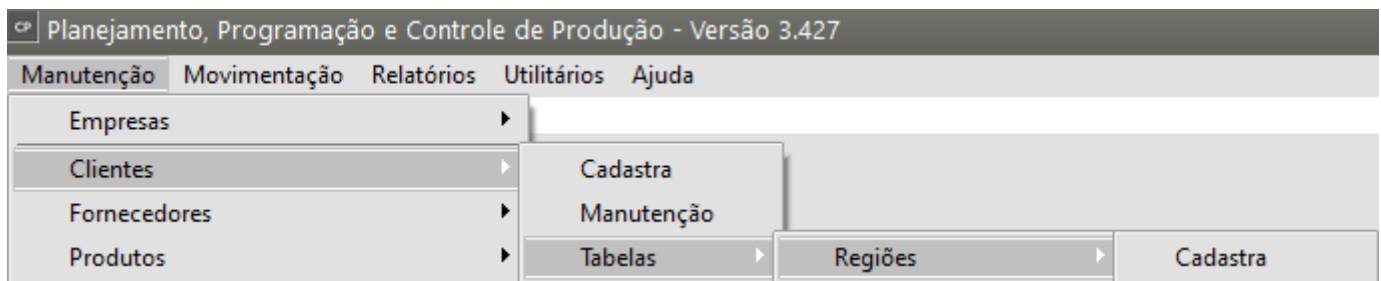 CP Planejamento, Programação e Controle de Produção - Versão 3.427
Manutenção Movimentação Relatórios Utilitários Ajuda
Empresas
Clientes Cadastra
Fornecedores Manutenção
Produtos Tabelas Regiões Cadastra